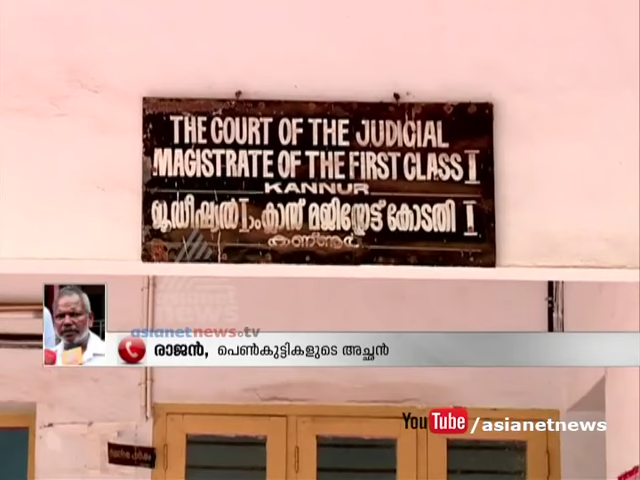 THE COURT OF THE JUDICIAL
MAGISTRATE OF THE FIRST CLASS I
KANNUR
ജുഡീഷ്യൽ I ാംക്ലാസ് മജിസ്ട്രേട്ട് കോടതി I
കണ്ണൂർ
asianetnews.tv
രാജൻ, പെൺകുട്ടികളുടെ അച്ഛൻ
YouTube /asianetnews